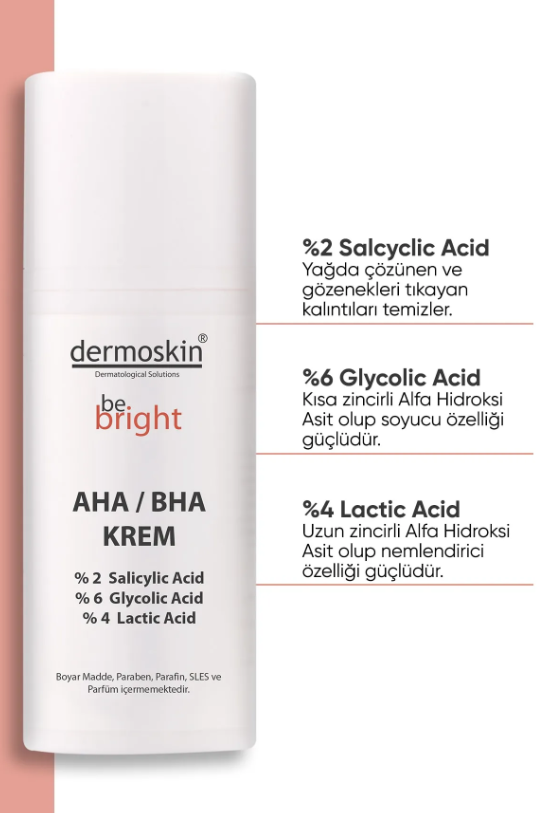 dermoskin®
Dermatological Solutions
be
bright
AHA / BHA
KREM
% 2 Salicylic Acid
% 6 Glycolic Acid
% 4 Lactic Acid
Boyar Madde, Paraben, Parafin, SLES ve
Parfüm içermemektedir.
%2 Salcyclic Acid
Yağda çözünen ve
gözenekleri tıkayan
kalıntıları temizler.
%6 Glycolic Acid
Kısa zincirli Alfa Hidroksi
Asit olup soyucu özelliği
güçlüdür.
%4 Lactic Acid
Uzun zincirli Alfa Hidroksi
Asit olup nemlendirici
özelliği güçlüdür.